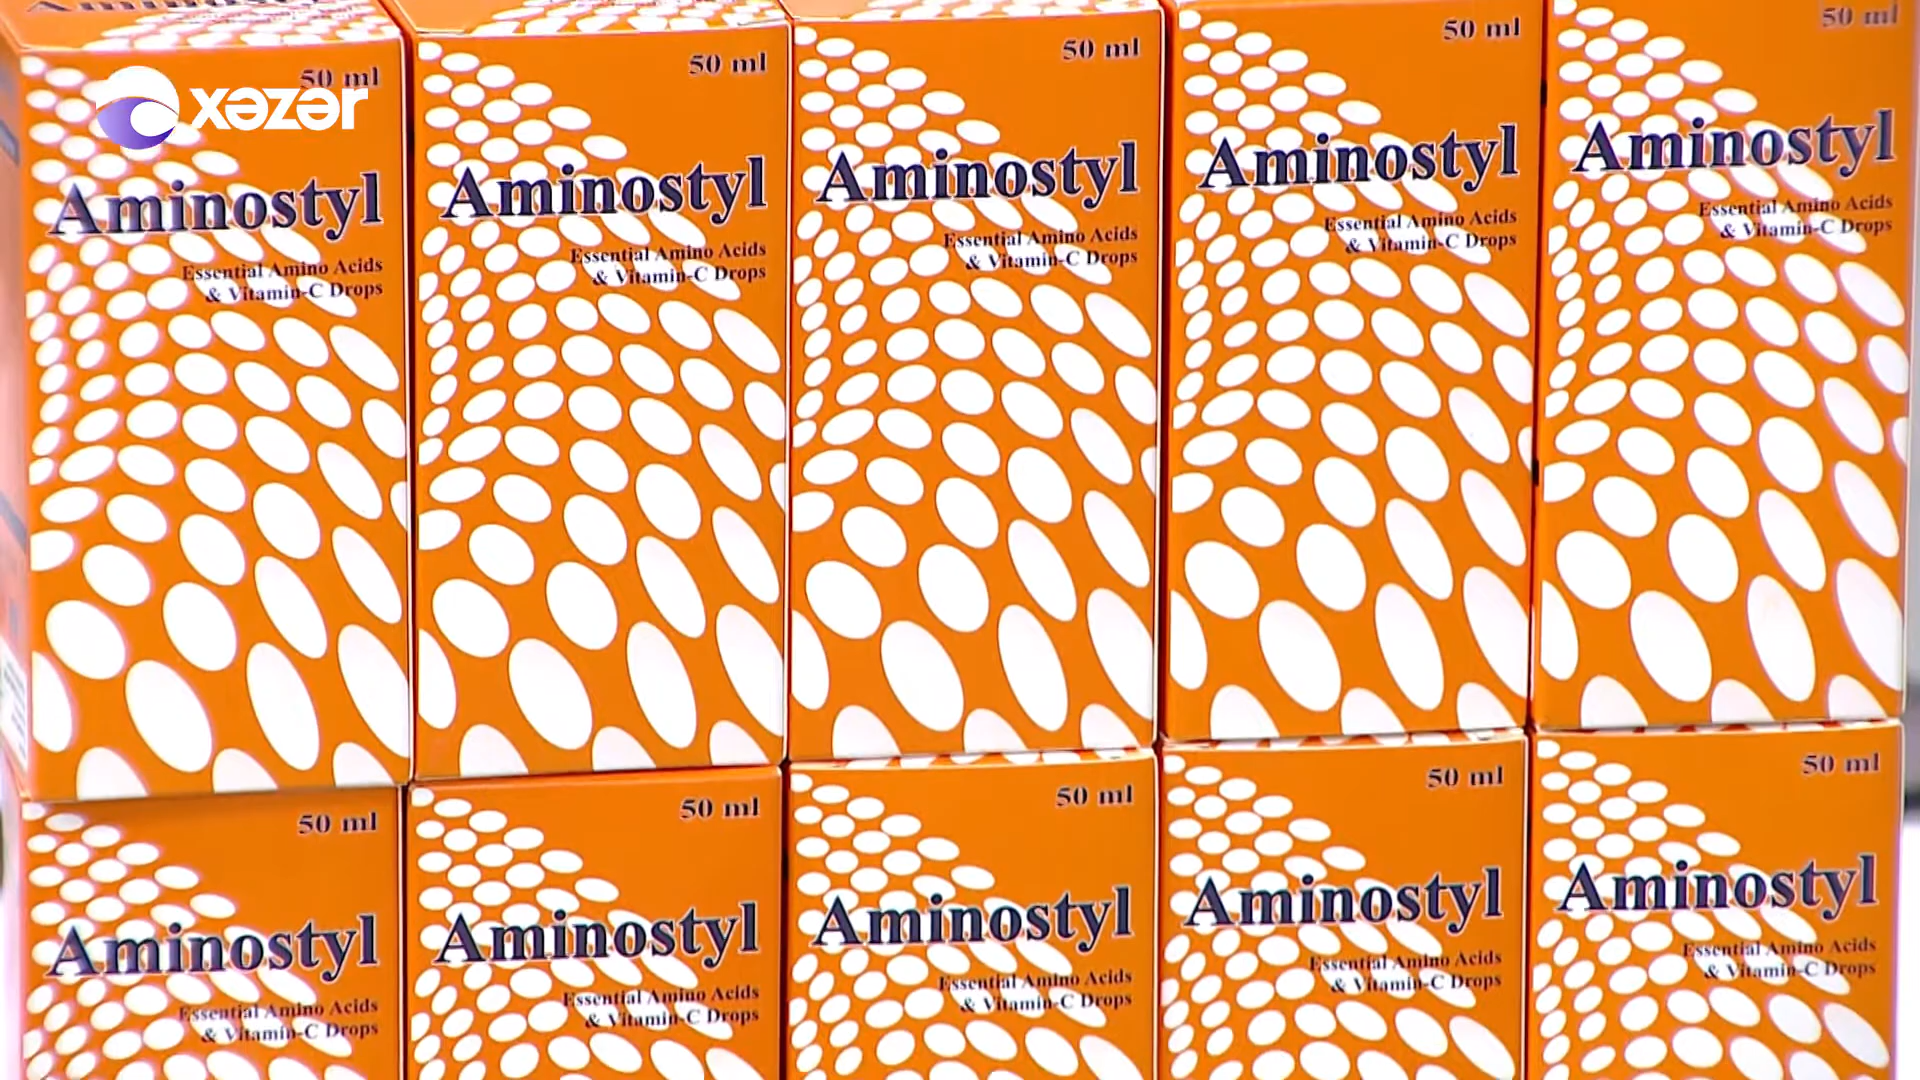 Aminostyl
50 ml
xəzər
Aminostyl
Essential Amino Acids
& Vitamin-C Drops
50 ml
Aminostyl
Essential Amino Acids
& Vitamin-C Drops
50 ml
Aminostyl
Essential Amino Acids
& Vitamin-C Drops
50 ml
Aminostyl
Essential Amino Acids
& Vitamin-C Drops
50 ml
Aminostyl
Essential Amino Acids
& Vitamin-C Drops
50 ml
Aminostyl
Essential Amino Acids
& Vitamin-C Drops
50 ml
Aminostyl
Essential Amino Acids
& Vitamin-C Drops
50 ml
Aminostyl
Essential Amino Acids
& Vitamin-C Drops
50 ml
Aminostyl
Essential Amino Acids
& Vitamin-C Drops
50 ml
Aminostyl
Essential Amino Acids
& Vitamin-C Drops